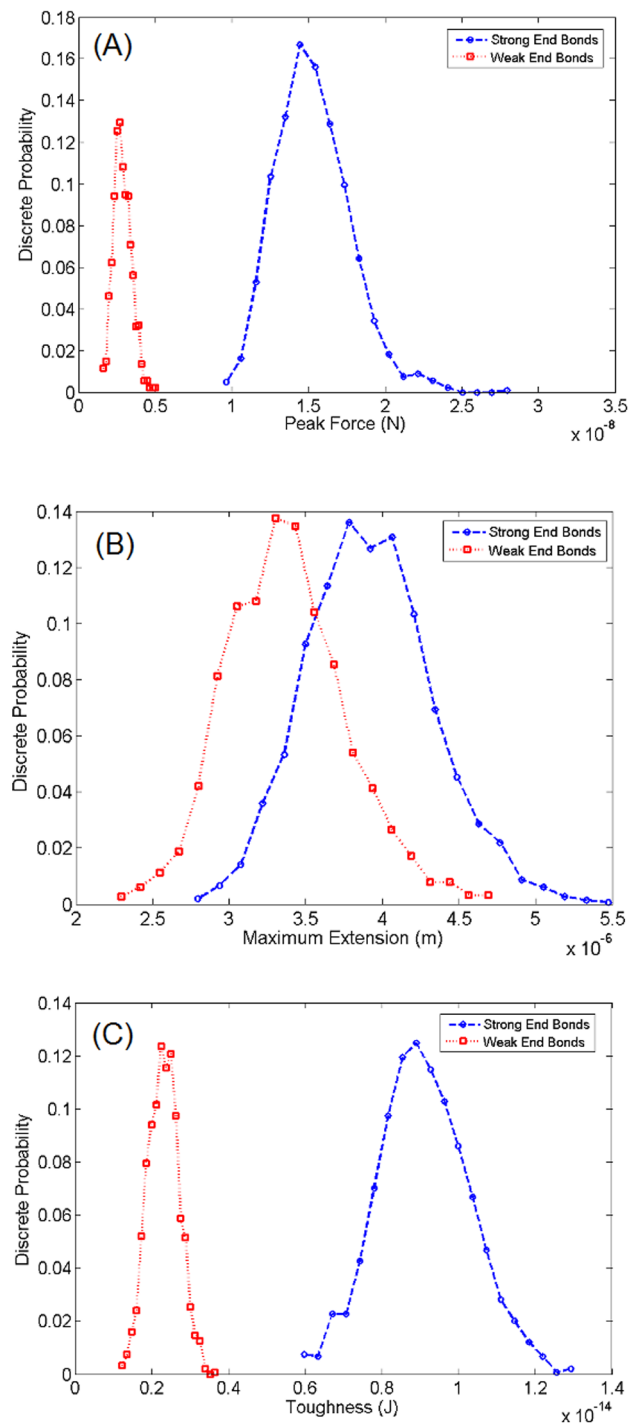 (A)
Strong End Bonds
Weak End Bonds
Discrete Probability
0.18
0.16
0.14
0.12
0.1
0.08
0.06
0.04
0.02
0
0 0.5 1 1.5 2 2.5 3 3.5
Peak Force (N)
x 10⁻⁸
(B)
Strong End Bonds
Weak End Bonds
Discrete Probability
0.14
0.12
0.1
0.08
0.06
0.04
0.02
0
2 2.5 3 3.5 4 4.5 5 5.5
Maximum Extension (m)
x 10⁻⁶
(C)
Strong End Bonds
Weak End Bonds
Discrete Probability
0.14
0.12
0.1
0.08
0.06
0.04
0.02
0
0 0.2 0.4 0.6 0.8 1 1.2 1.4
Toughness (J)
x 10⁻¹⁴